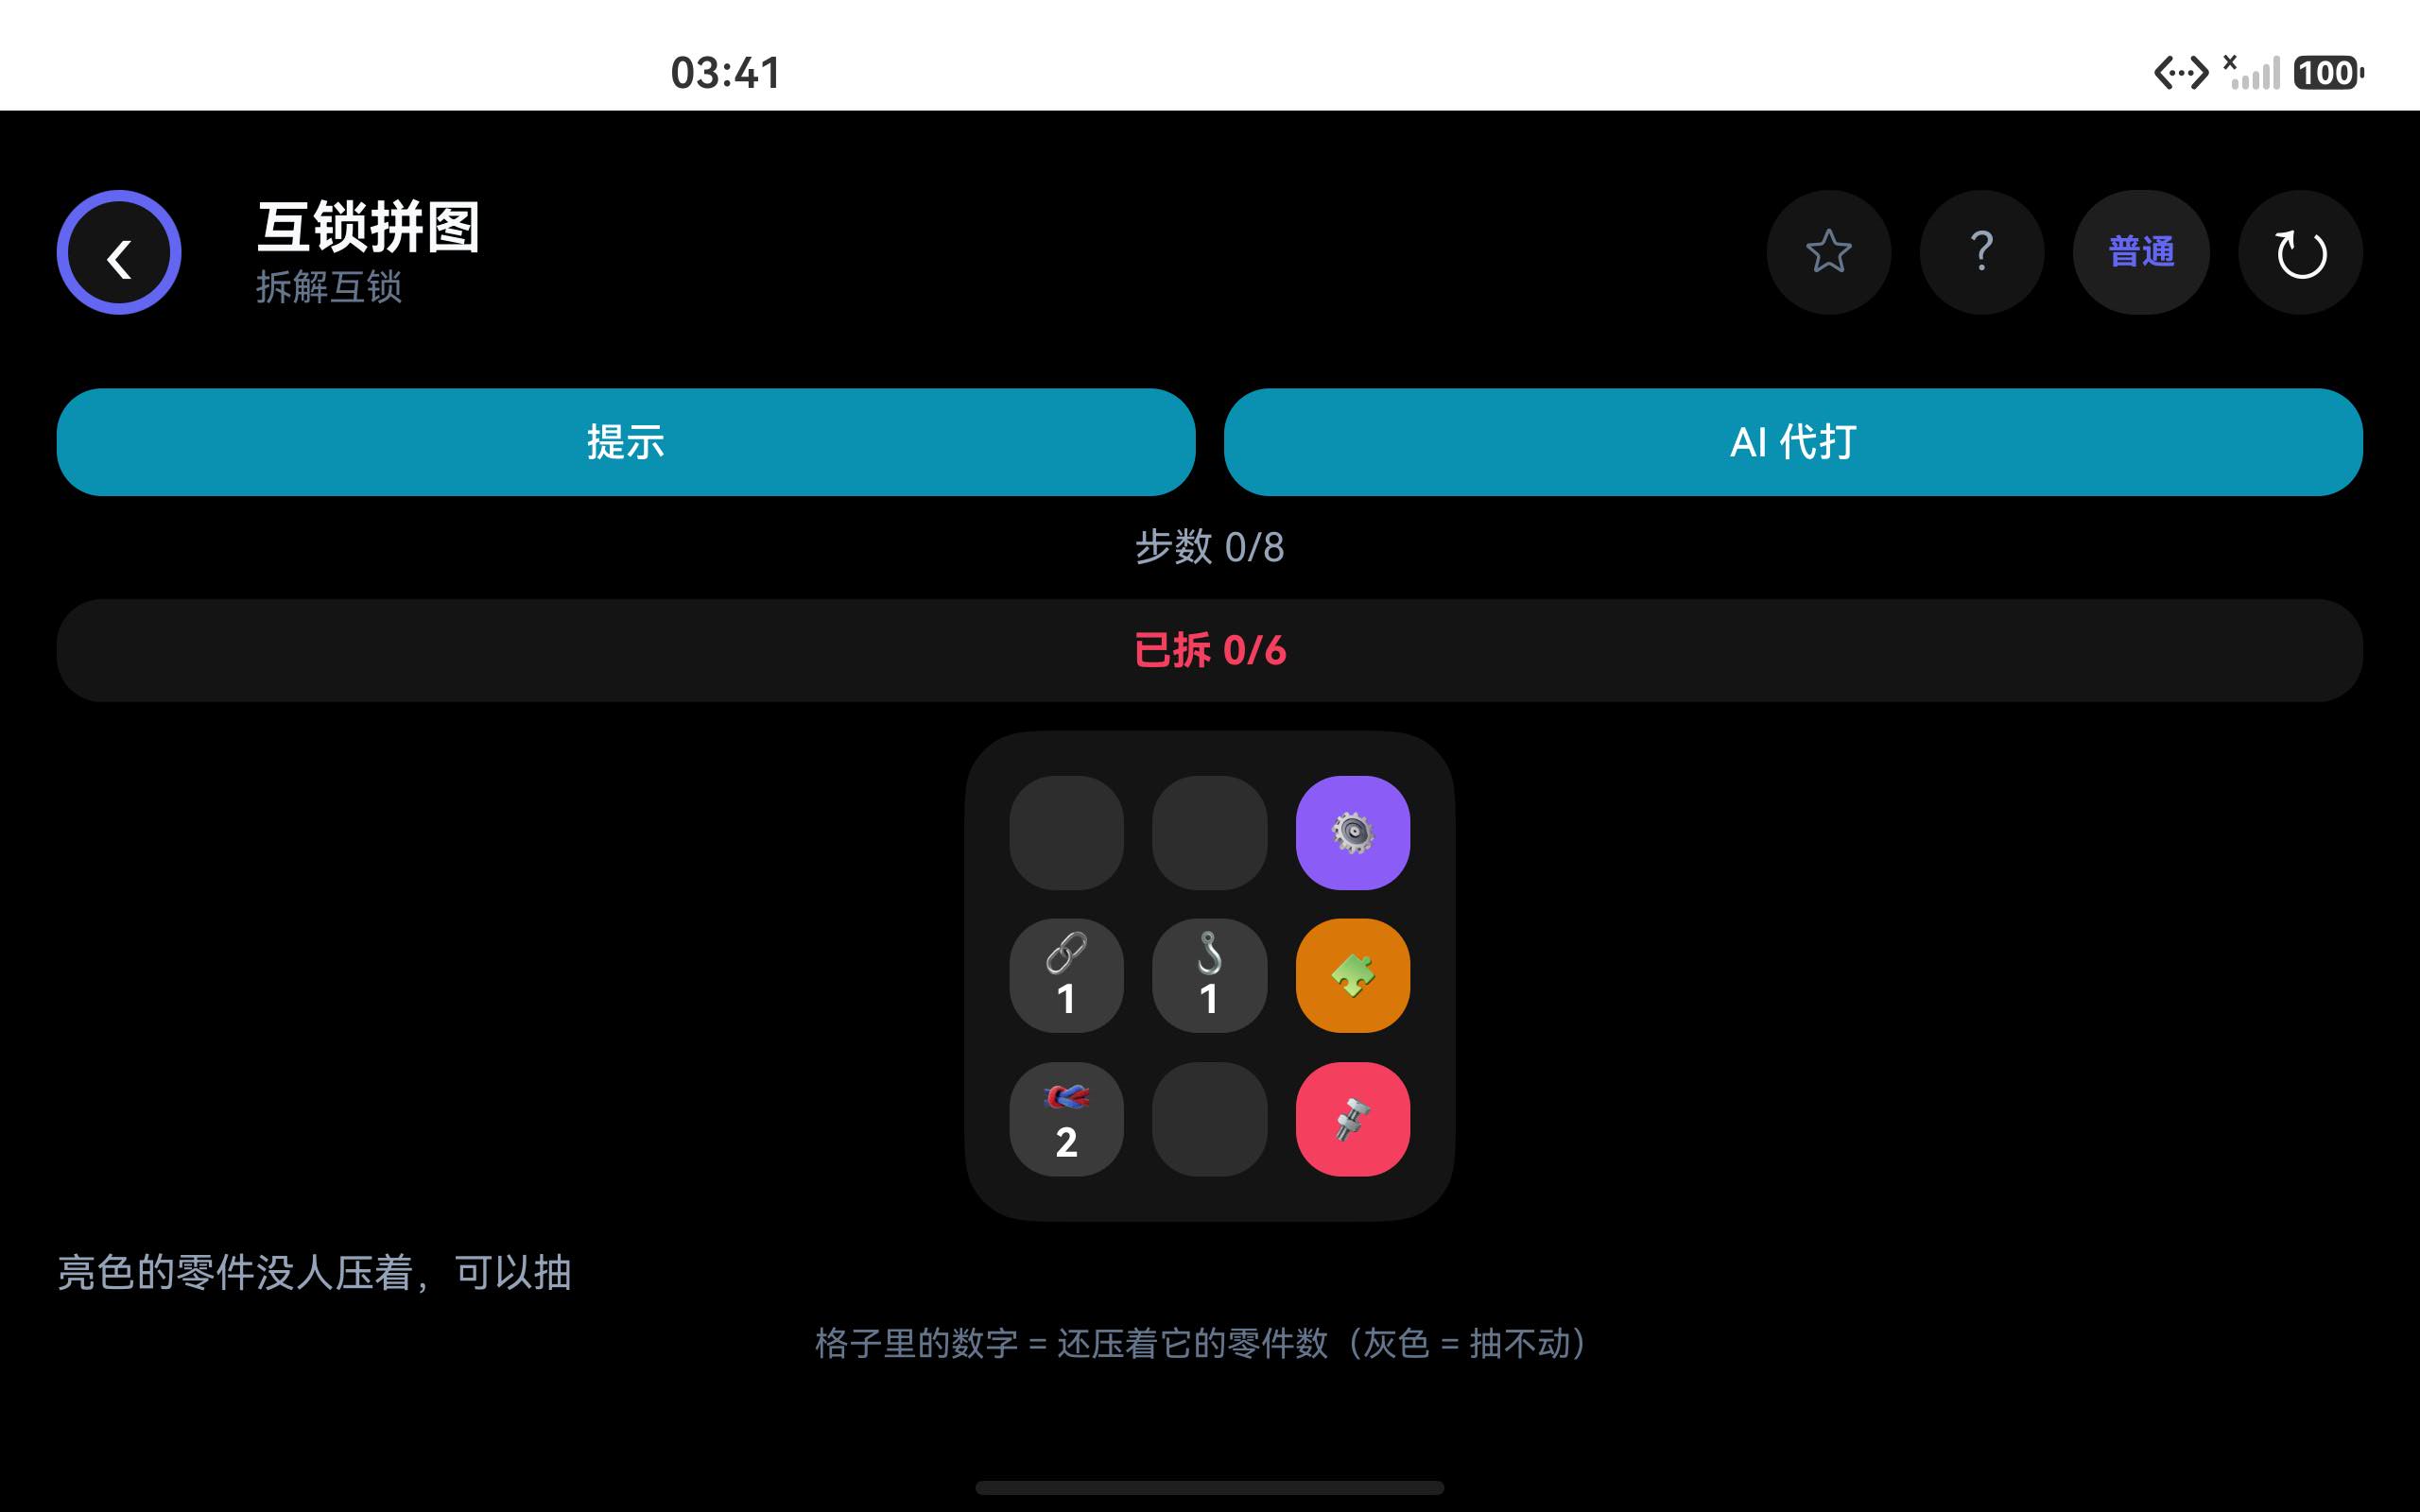 03:41
100
互锁拼图
拆解互锁
?
普通
提示
AI 代打
步数 0/8
已拆 0/6
1
1
2
亮色的零件没人压着，可以抽
格子里的数字 = 还压着它的零件数（灰色 = 抽不动）